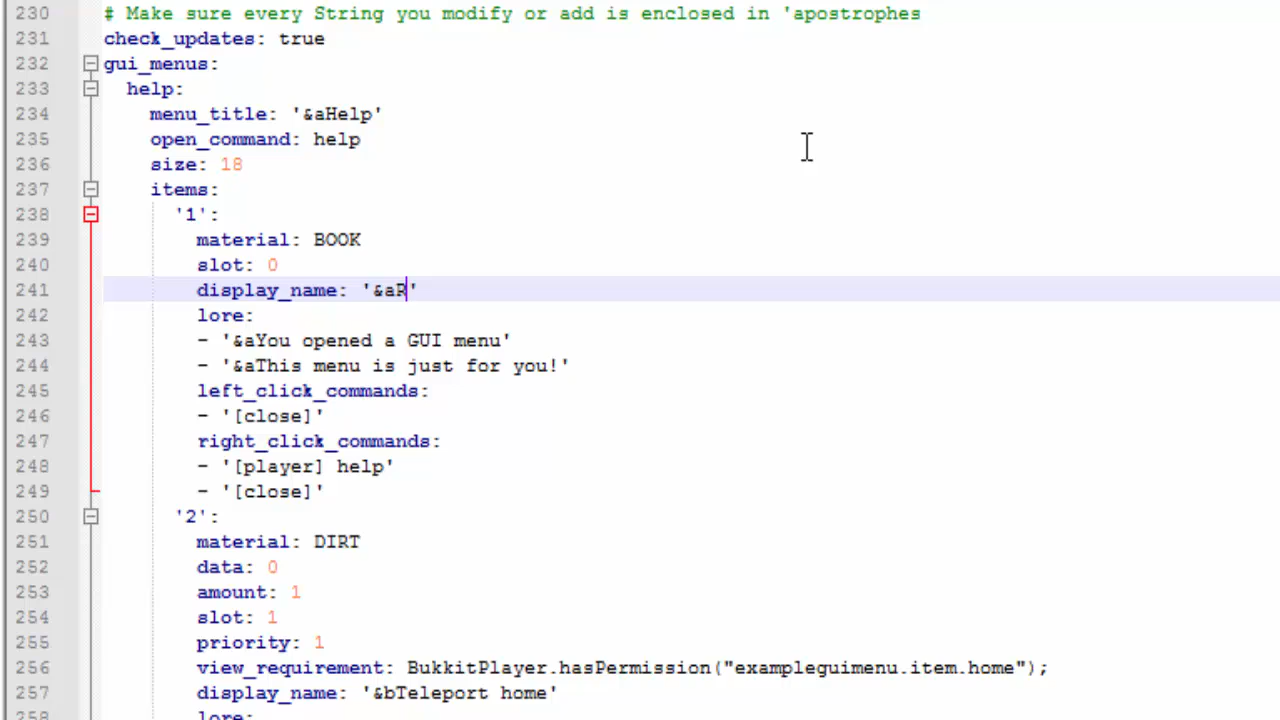 230 # Make sure every String you modify or add is enclosed in 'apostrophes
231 check_updates: true
232 gui_menus:
233 help:
234 menu_title: '&aHelp'
235 open_command: help
236 size: 18
237 items:
238 '1':
239 material: BOOK
240 slot: 0
241 display_name: '&aR'
242 lore:
243 - '&aYou opened a GUI menu'
244 - '&aThis menu is just for you!'
245 left_click_commands:
246 - '[close]'
247 right_click_commands:
248 - '[player] help'
249 - '[close]'
250 '2':
251 material: DIRT
252 data: 0
253 amount: 1
254 slot: 1
255 priority: 1
256 view_requirement: BukkitPlayer.hasPermission("exampleguimenu.item.home");
257 display_name: '&bTeleport home'
258 lore: